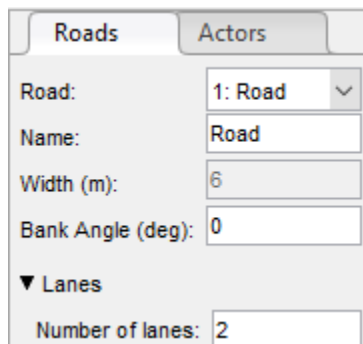 Roads Actors
Road: 1: Road
Name: Road
Width (m): 6
Bank Angle (deg): 0
▼ Lanes
Number of lanes: 2